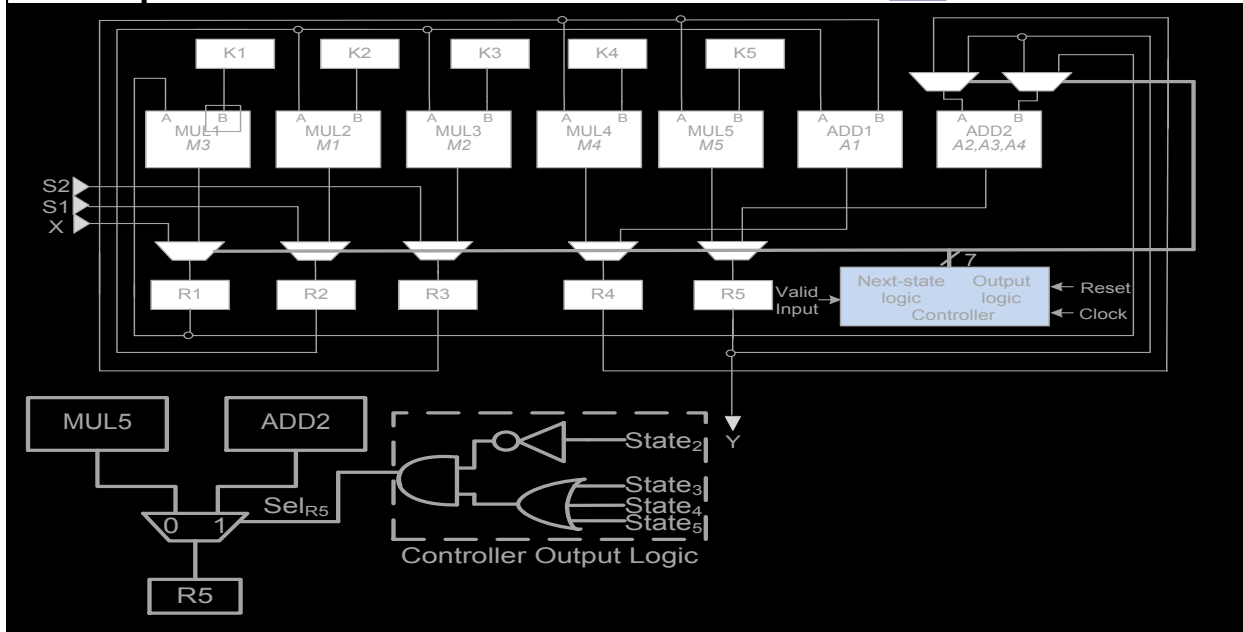 K1
K2
K3
K4
K5
A B
MUL1
M3
A B
MUL2
M1
A B
MUL3
M2
A B
MUL4
M4
A B
MUL5
M5
A B
ADD1
A1
A B
ADD2
A2,A3,A4
S2
S1
X
7
R1
R2
R3
R4
R5
Valid
Input
Next-state Output
logic logic
Controller
Reset
Clock
Y
MUL5
ADD2
State₂
State₃
State₄
State₅
Sel_R5
0 1
Controller Output Logic
R5